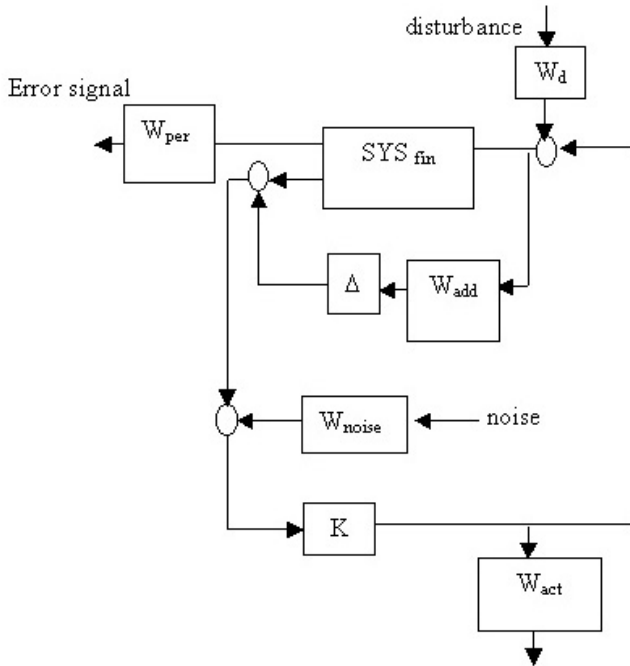 disturbance
W_d
Error signal
W_per
SYS_fin
Δ
W_add
W_noise
noise
K
W_act